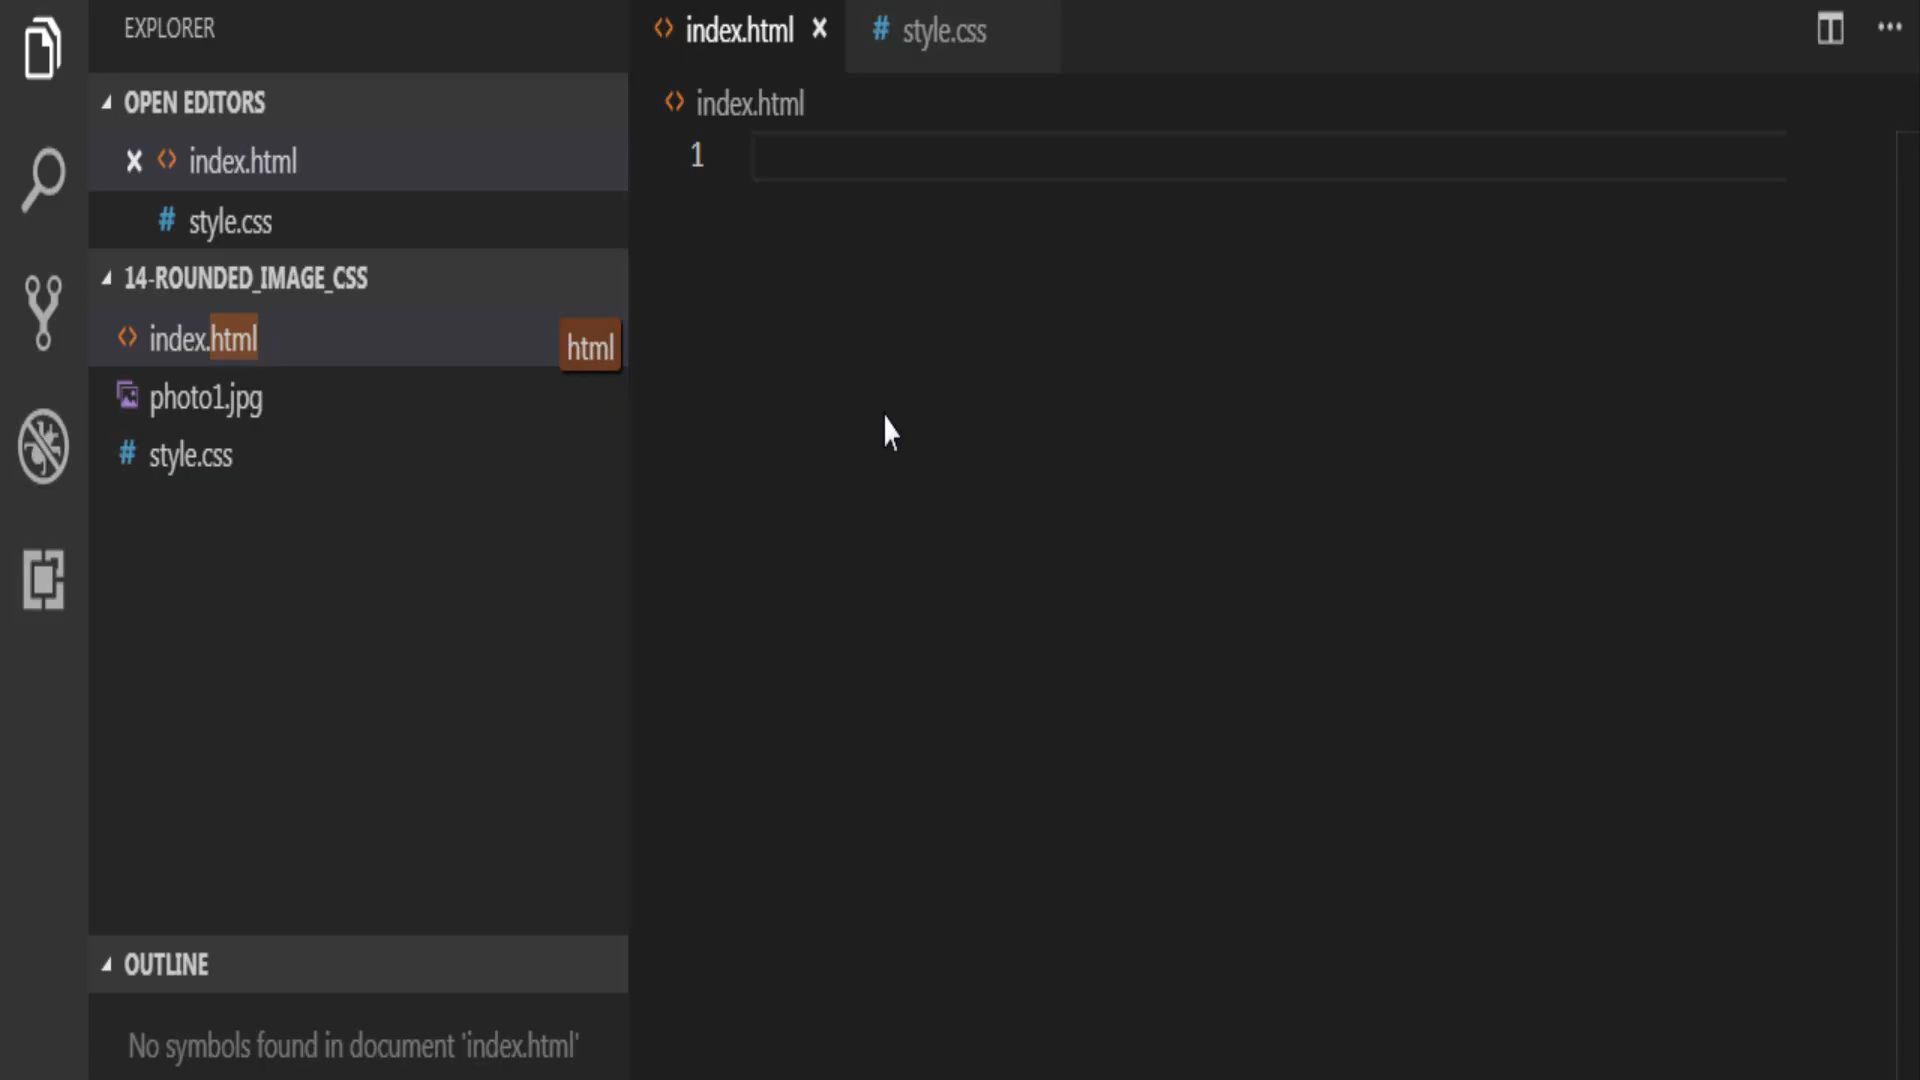 EXPLORER
OPEN EDITORS
index.html
# style.css
14-ROUNDED_IMAGE_CSS
index.html
html
photo1.jpg
# style.css
OUTLINE
No symbols found in document 'index.html'
index.html
# style.css
index.html
1